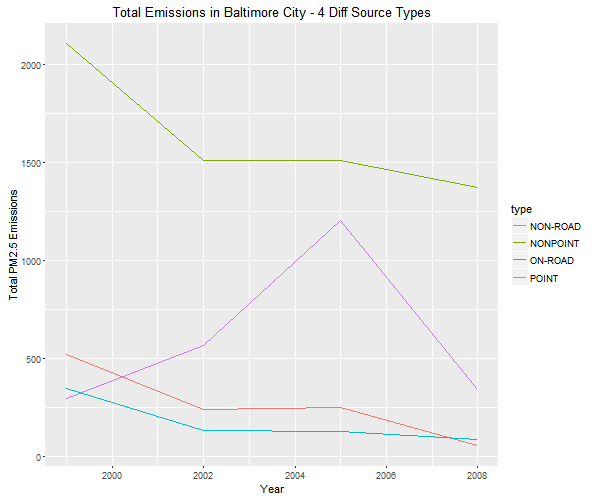 Total Emissions in Baltimore City - 4 Diff Source Types
Total PM2.5 Emissions
2000
1500
1000
500
0
2000
2002
2004
2006
2008
Year
type
NON-ROAD
NONPOINT
ON-ROAD
POINT